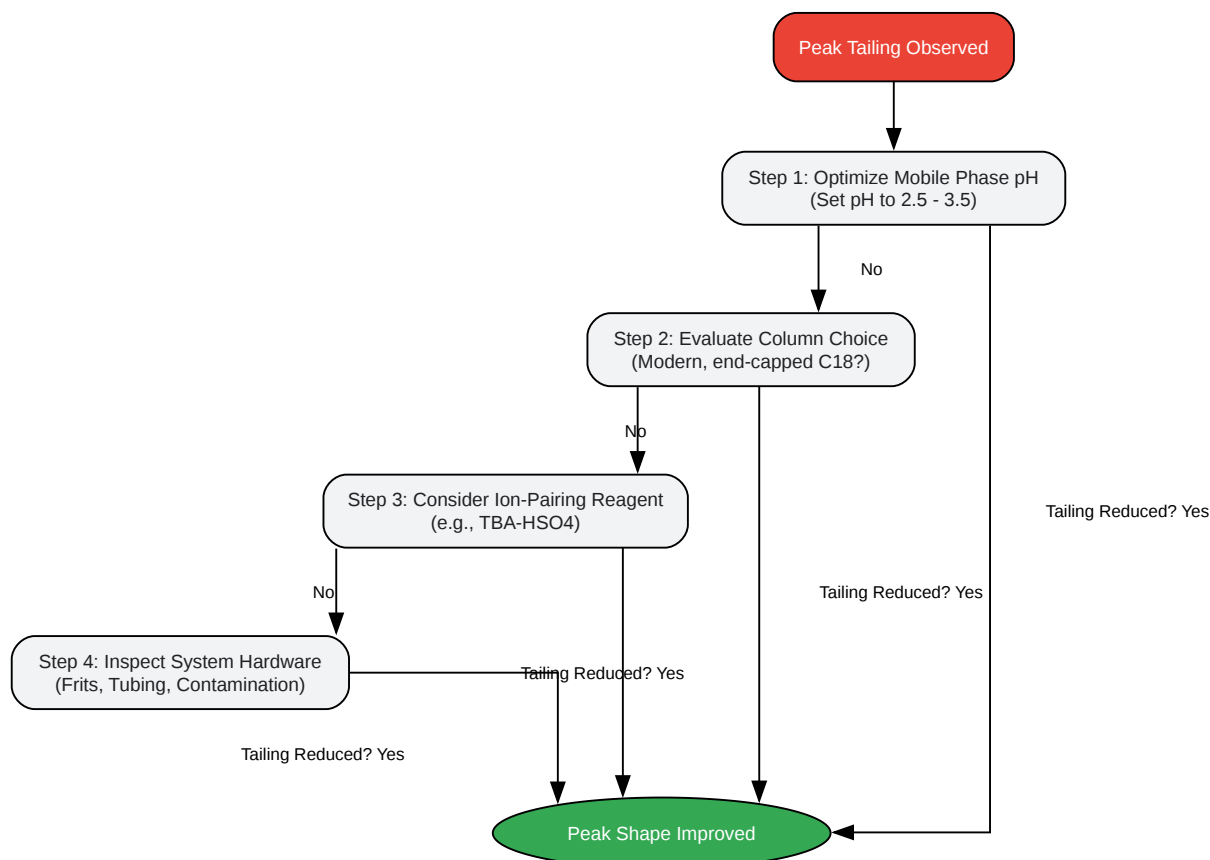 Peak Tailing Observed
Step 1: Optimize Mobile Phase pH
(Set pH to 2.5 - 3.5)
No
Step 2: Evaluate Column Choice
(Modern, end-capped C18?)
No
Step 3: Consider Ion-Pairing Reagent
(e.g., TBA-HSO4)
Tailing Reduced? Yes
No
Tailing Reduced? Yes
Step 4: Inspect System Hardware
(Frits, Tubing, Contamination)
Tailing Reduced? Yes
Tailing Reduced? Yes
Peak Shape Improved